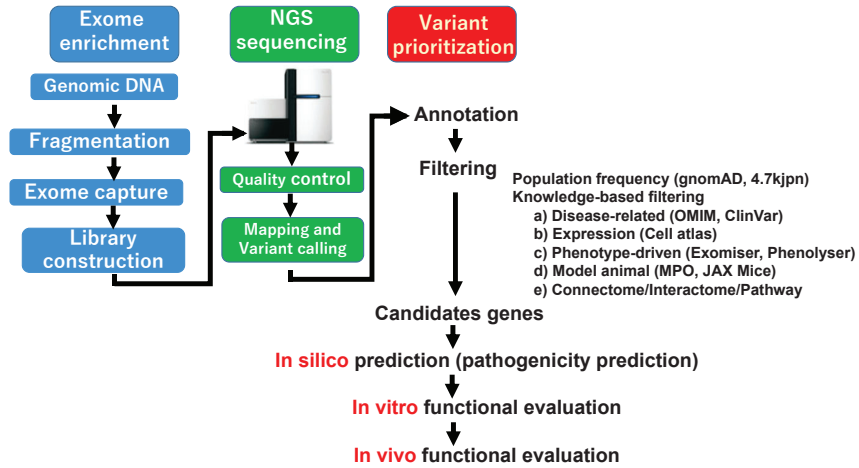 Exome
enrichment
Genomic DNA
Fragmentation
Exome capture
Library
construction
NGS
sequencing
Quality control
Mapping and
Variant calling
Variant
prioritization
Annotation
Filtering
Population frequency (gnomAD, 4.7kjpn)
Knowledge-based filtering
a) Disease-related (OMIM, ClinVar)
b) Expression (Cell atlas)
c) Phenotype-driven (Exomiser, Phenolyser)
d) Model animal (MPO, JAX Mice)
e) Connectome/Interactome/Pathway
Candidates genes
In silico prediction (pathogenicity prediction)
In vitro functional evaluation
In vivo functional evaluation